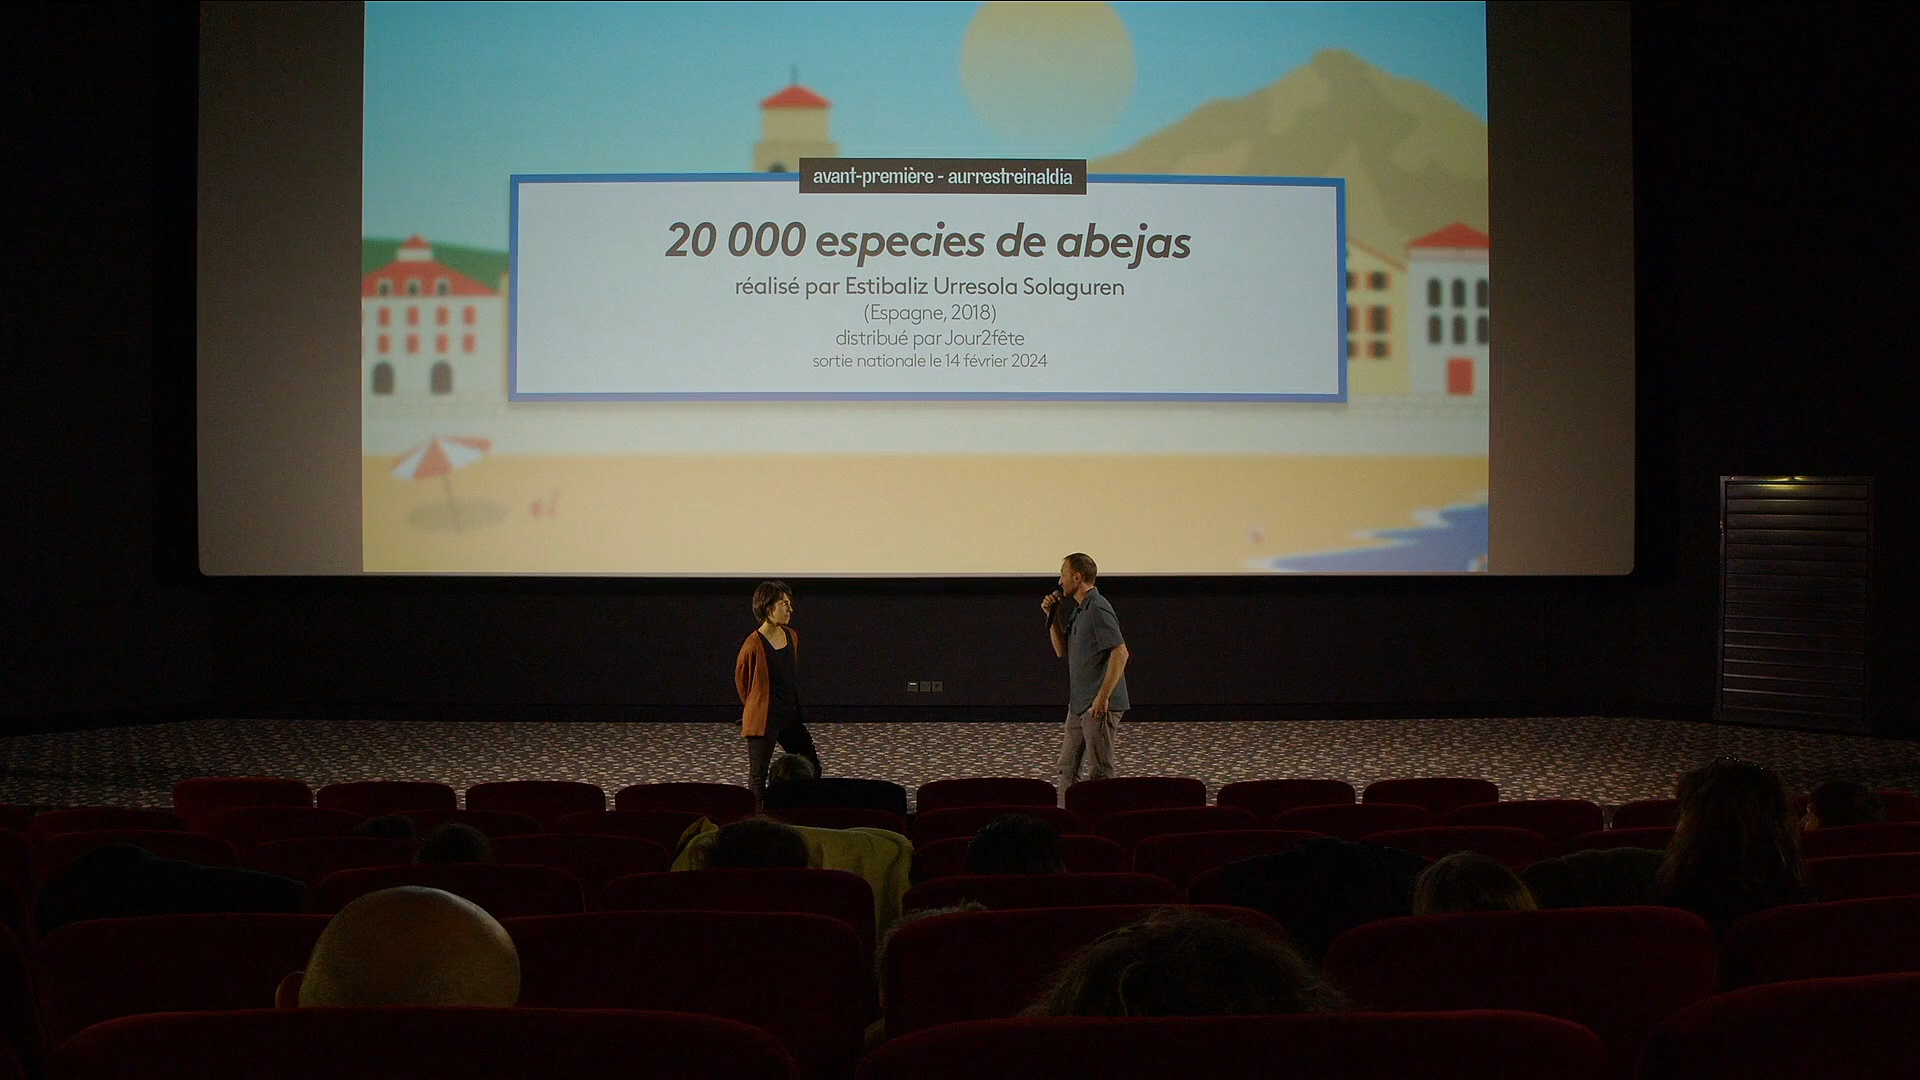 avant-première - aurrestreinaldia
20 000 especies de abejas
réalisé par Estibaliz Urresola Solaguren
(Espagne, 2018)
distribué par Jour2fête
sortie nationale le 14 février 2024